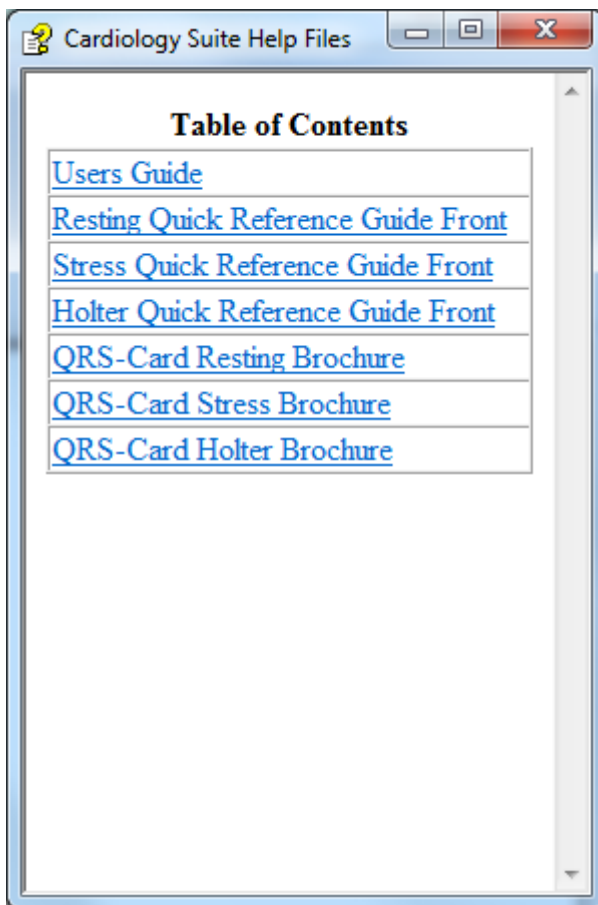 Cardiology Suite Help Files
Table of Contents
Users Guide
Resting Quick Reference Guide Front
Stress Quick Reference Guide Front
Holter Quick Reference Guide Front
QRS-Card Resting Brochure
QRS-Card Stress Brochure
QRS-Card Holter Brochure